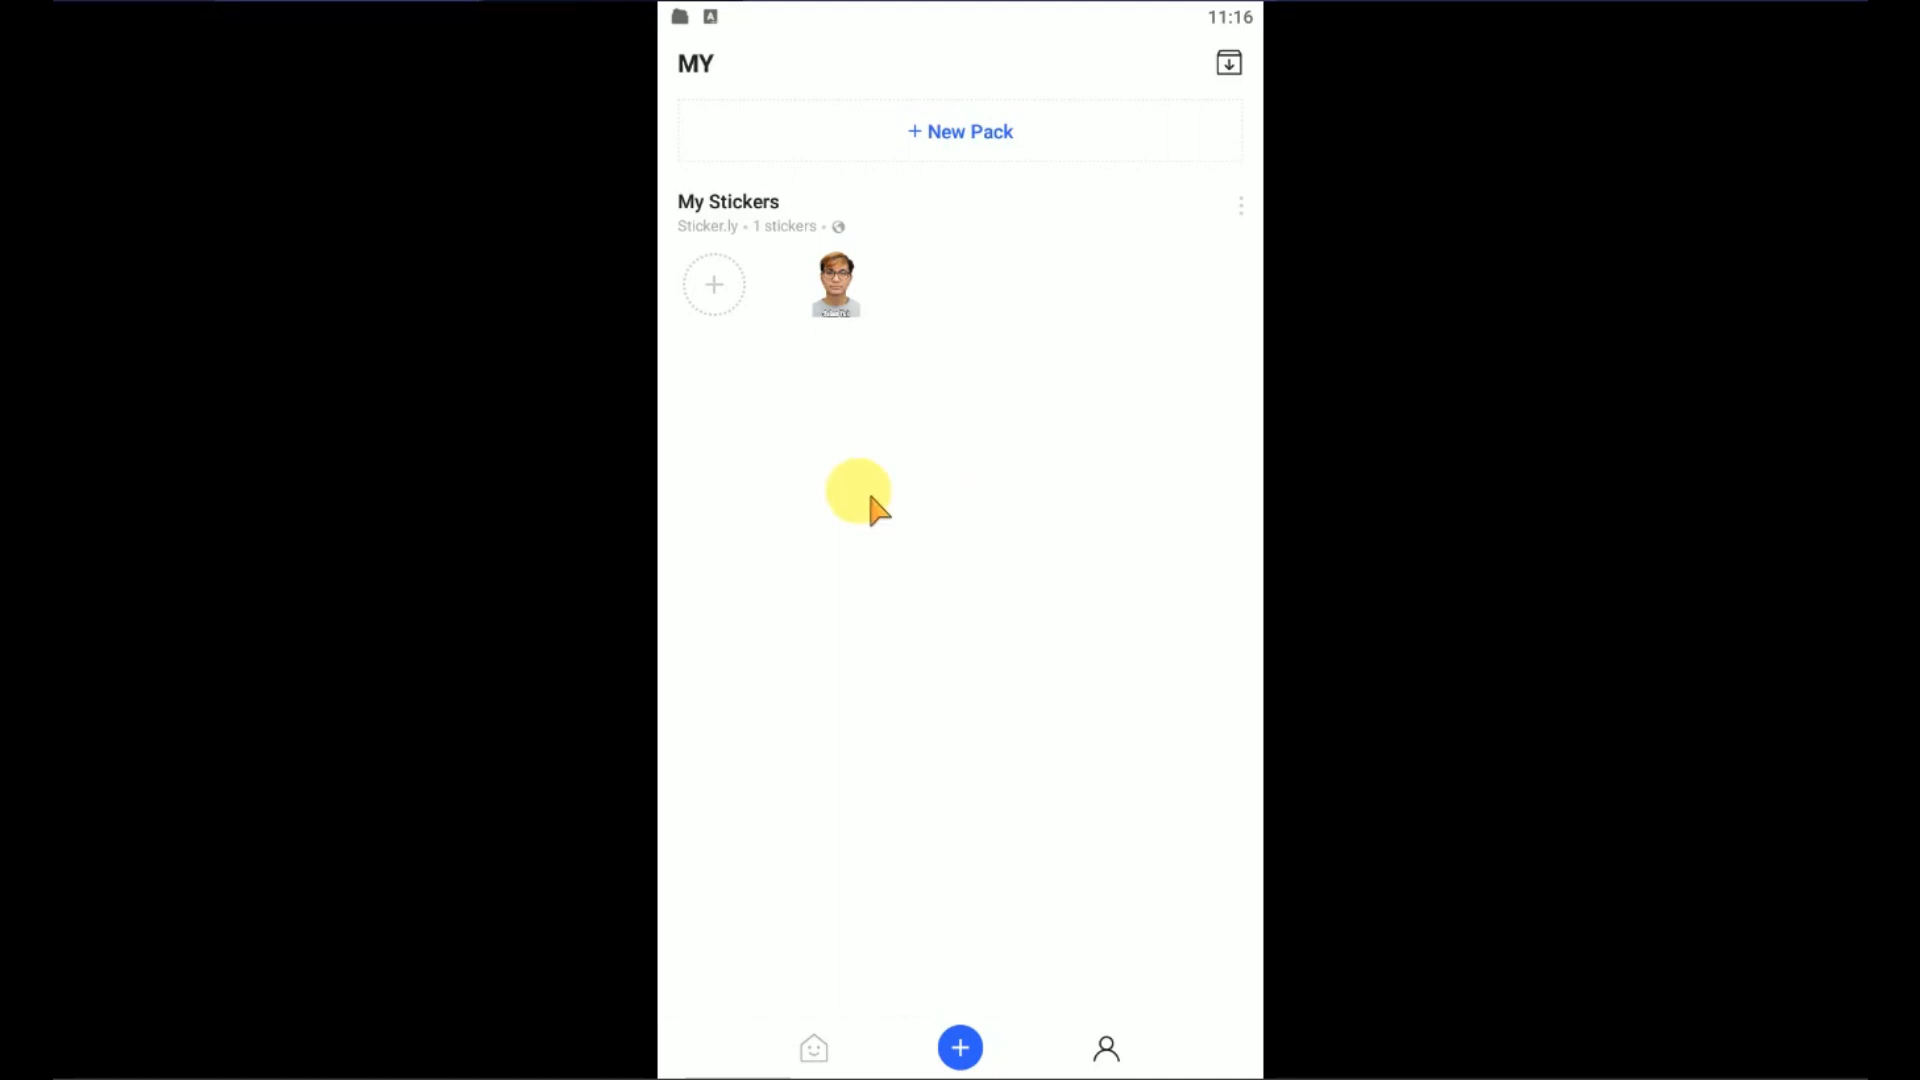 11:16
MY
+ New Pack
My Stickers
Sticker.ly • 1 stickers •